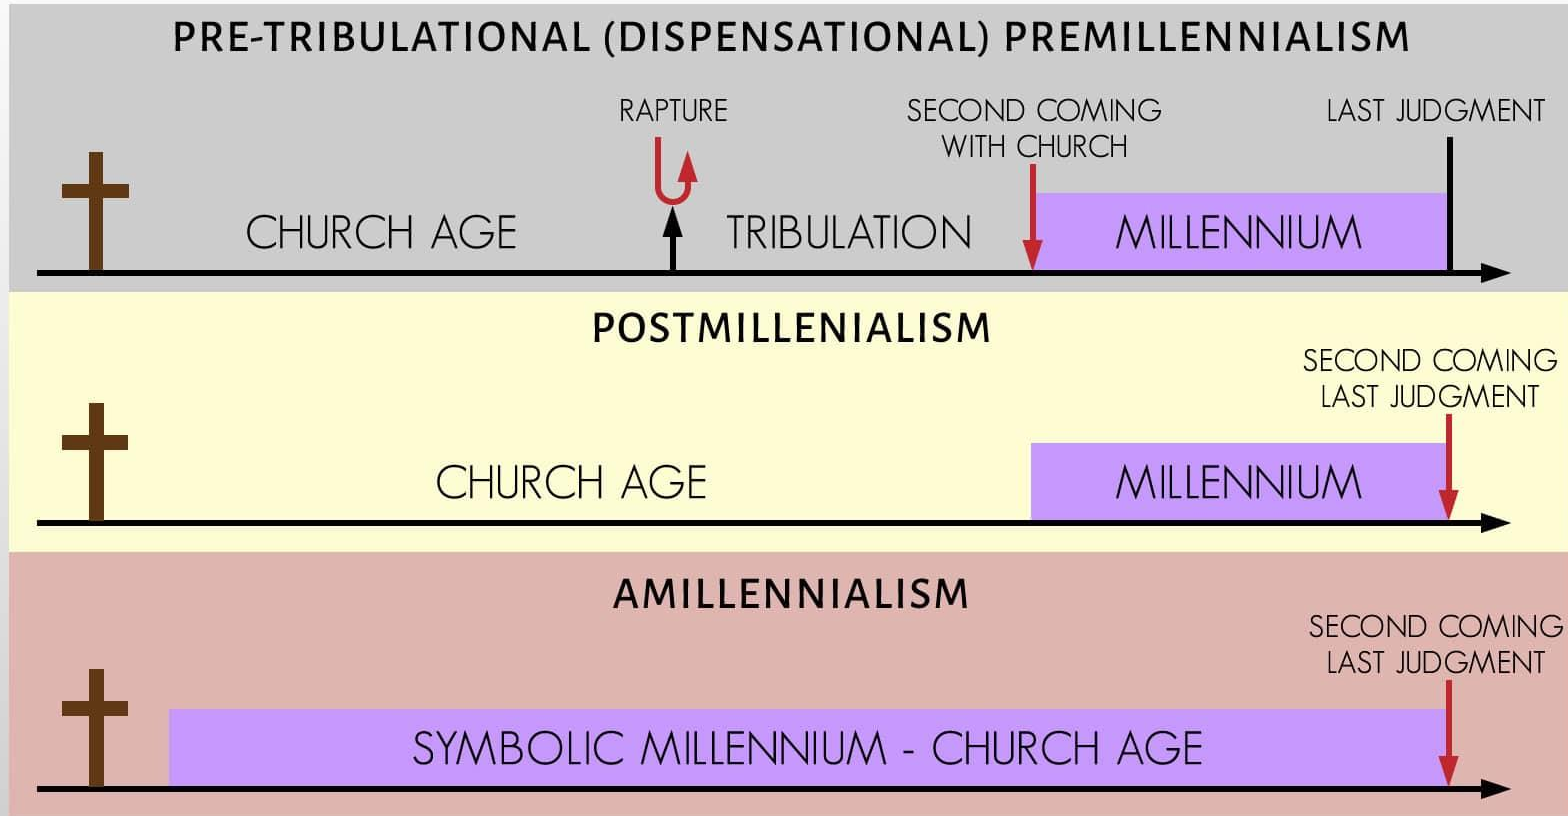 PRE-TRIBULATIONAL (DISPENSATIONAL) PREMILLENNIALISM
RAPTURE
SECOND COMING
WITH CHURCH
LAST JUDGMENT
CHURCH AGE
TRIBULATION
MILLENNIUM
POSTMILLENIALISM
SECOND COMING
LAST JUDGMENT
CHURCH AGE
MILLENNIUM
AMILLENNIALISM
SECOND COMING
LAST JUDGMENT
SYMBOLIC MILLENNIUM - CHURCH AGE